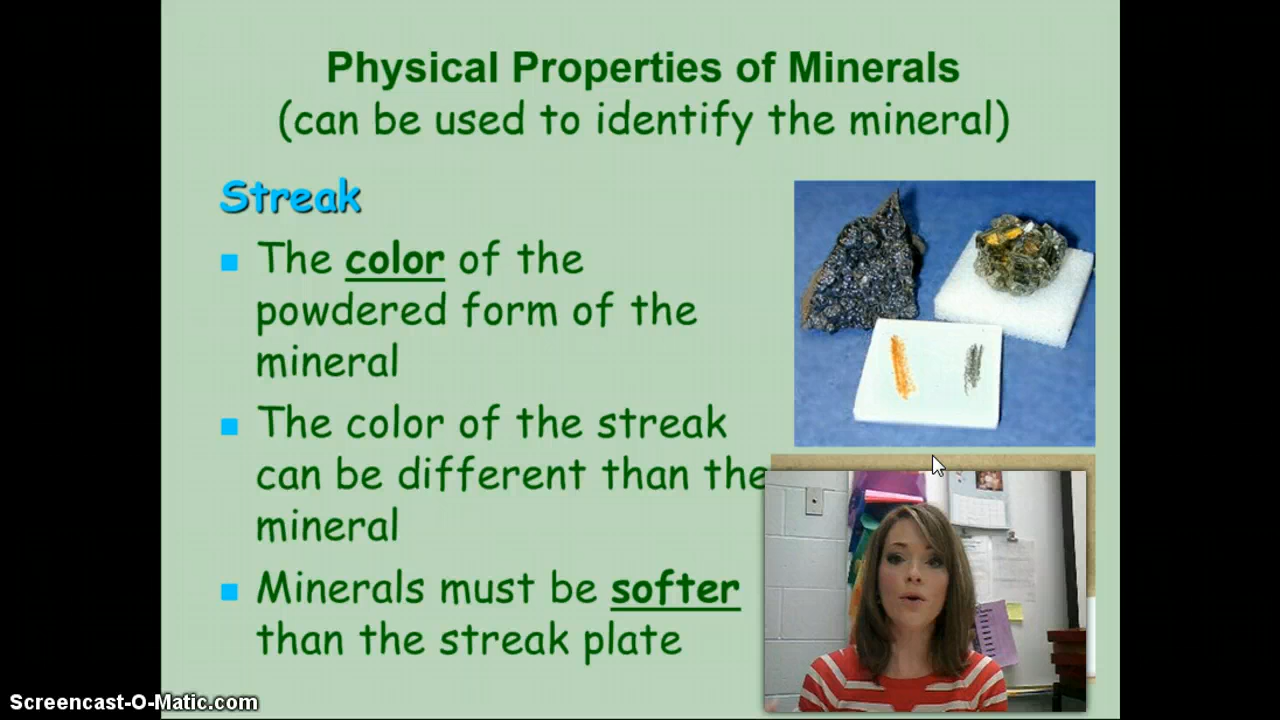 Physical Properties of Minerals
(can be used to identify the mineral)
Streak
The color of the
powdered form of the
mineral
The color of the streak
can be different than the
mineral
Minerals must be softer
than the streak plate
Screencast-O-Matic.com